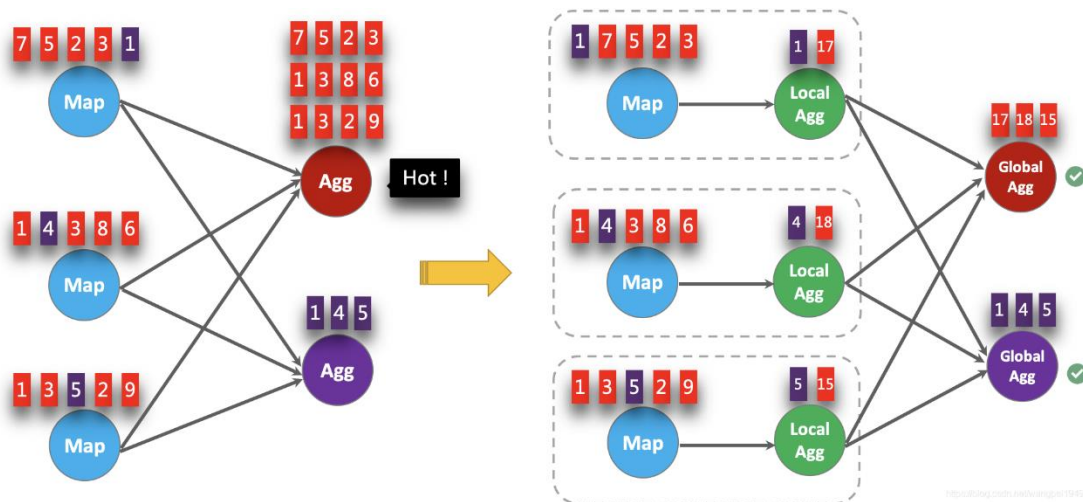 7 5 2 3 1
Map
7 5 2 3
1 3 8 6
1 3 2 9
Agg
Hot !
1 4 3 8 6
Map
1 4 5
Agg
1 3 5 2 9
Map
1 7 5 2 3
Map
1 17
Local
Agg
1 4 3 8 6
Map
4 18
Local
Agg
1 3 5 2 9
Map
5 15
Local
Agg
17 18 15
Global
Agg
1 4 5
Global
Agg